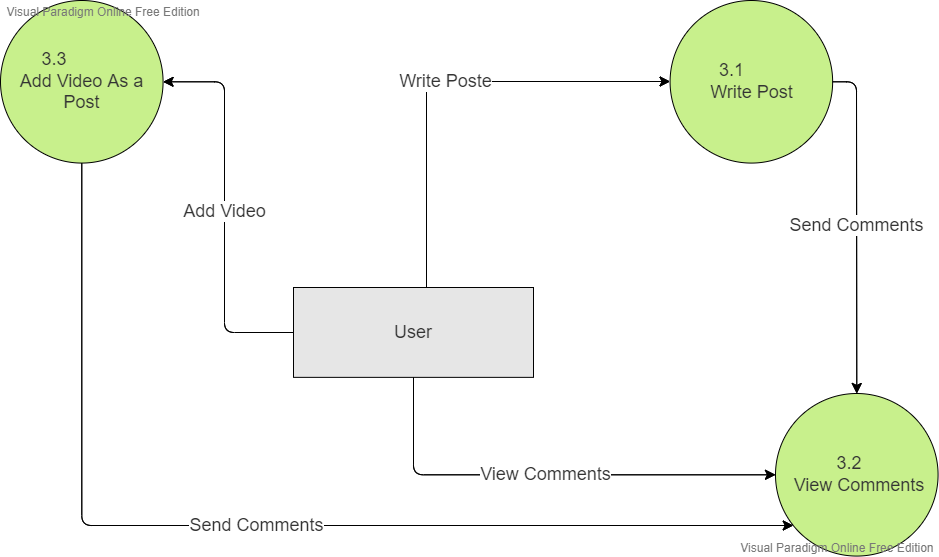 Visual Paradigm Online Free Edition
3.3
Add Video As a
Post
Write Poste
3.1
Write Post
Add Video
Send Comments
User
3.2
View Comments
View Comments
Send Comments
Visual Paradigm Online Free Edition